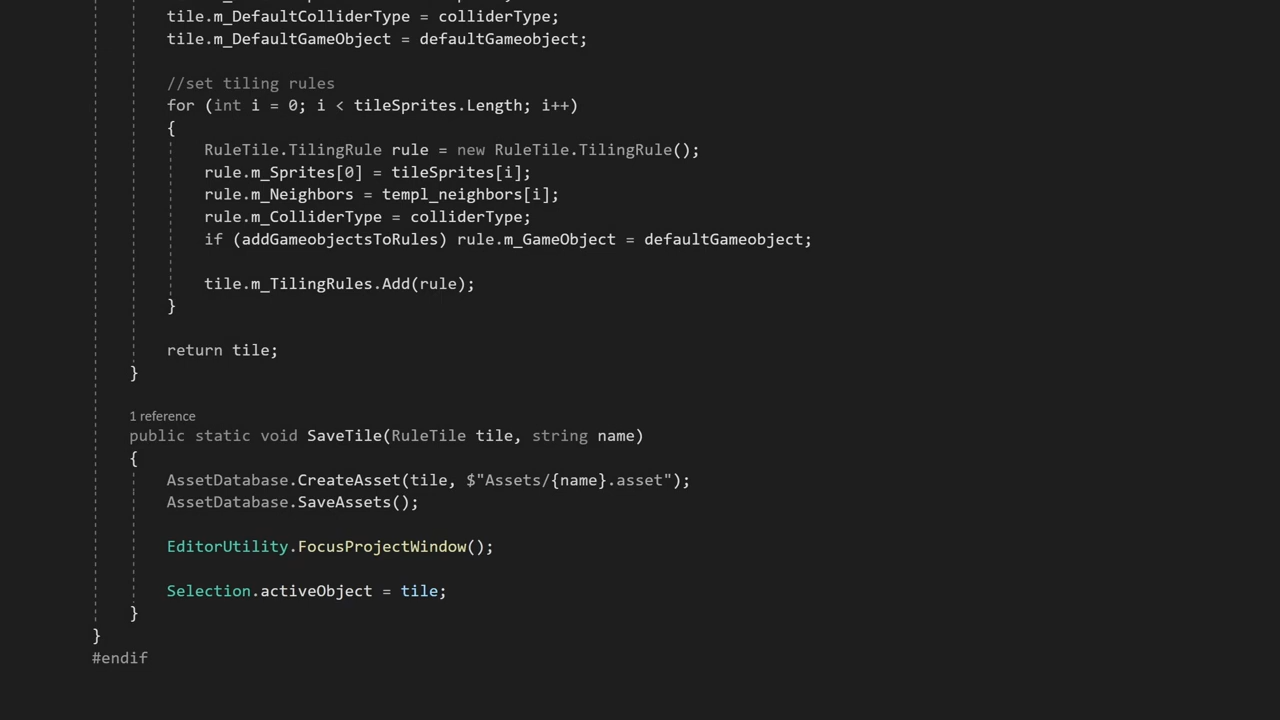 tile.m_DefaultColliderType = colliderType;
tile.m_DefaultGameObject = defaultGameobject;
//set tiling rules
for (int i = 0; i < tileSprites.Length; i++)
{
RuleTile.TilingRule rule = new RuleTile.TilingRule();
rule.m_Sprites[0] = tileSprites[i];
rule.m_Neighbors = templ_neighbors[i];
rule.m_ColliderType = colliderType;
if (addGameobjectsToRules) rule.m_GameObject = defaultGameobject;
tile.m_TilingRules.Add(rule);
}
return tile;
}
1 reference
public static void SaveTile(RuleTile tile, string name)
{
AssetDatabase.CreateAsset(tile, $"Assets/{name}.asset");
AssetDatabase.SaveAssets();
EditorUtility.FocusProjectWindow();
Selection.activeObject = tile;
}
}
#endif